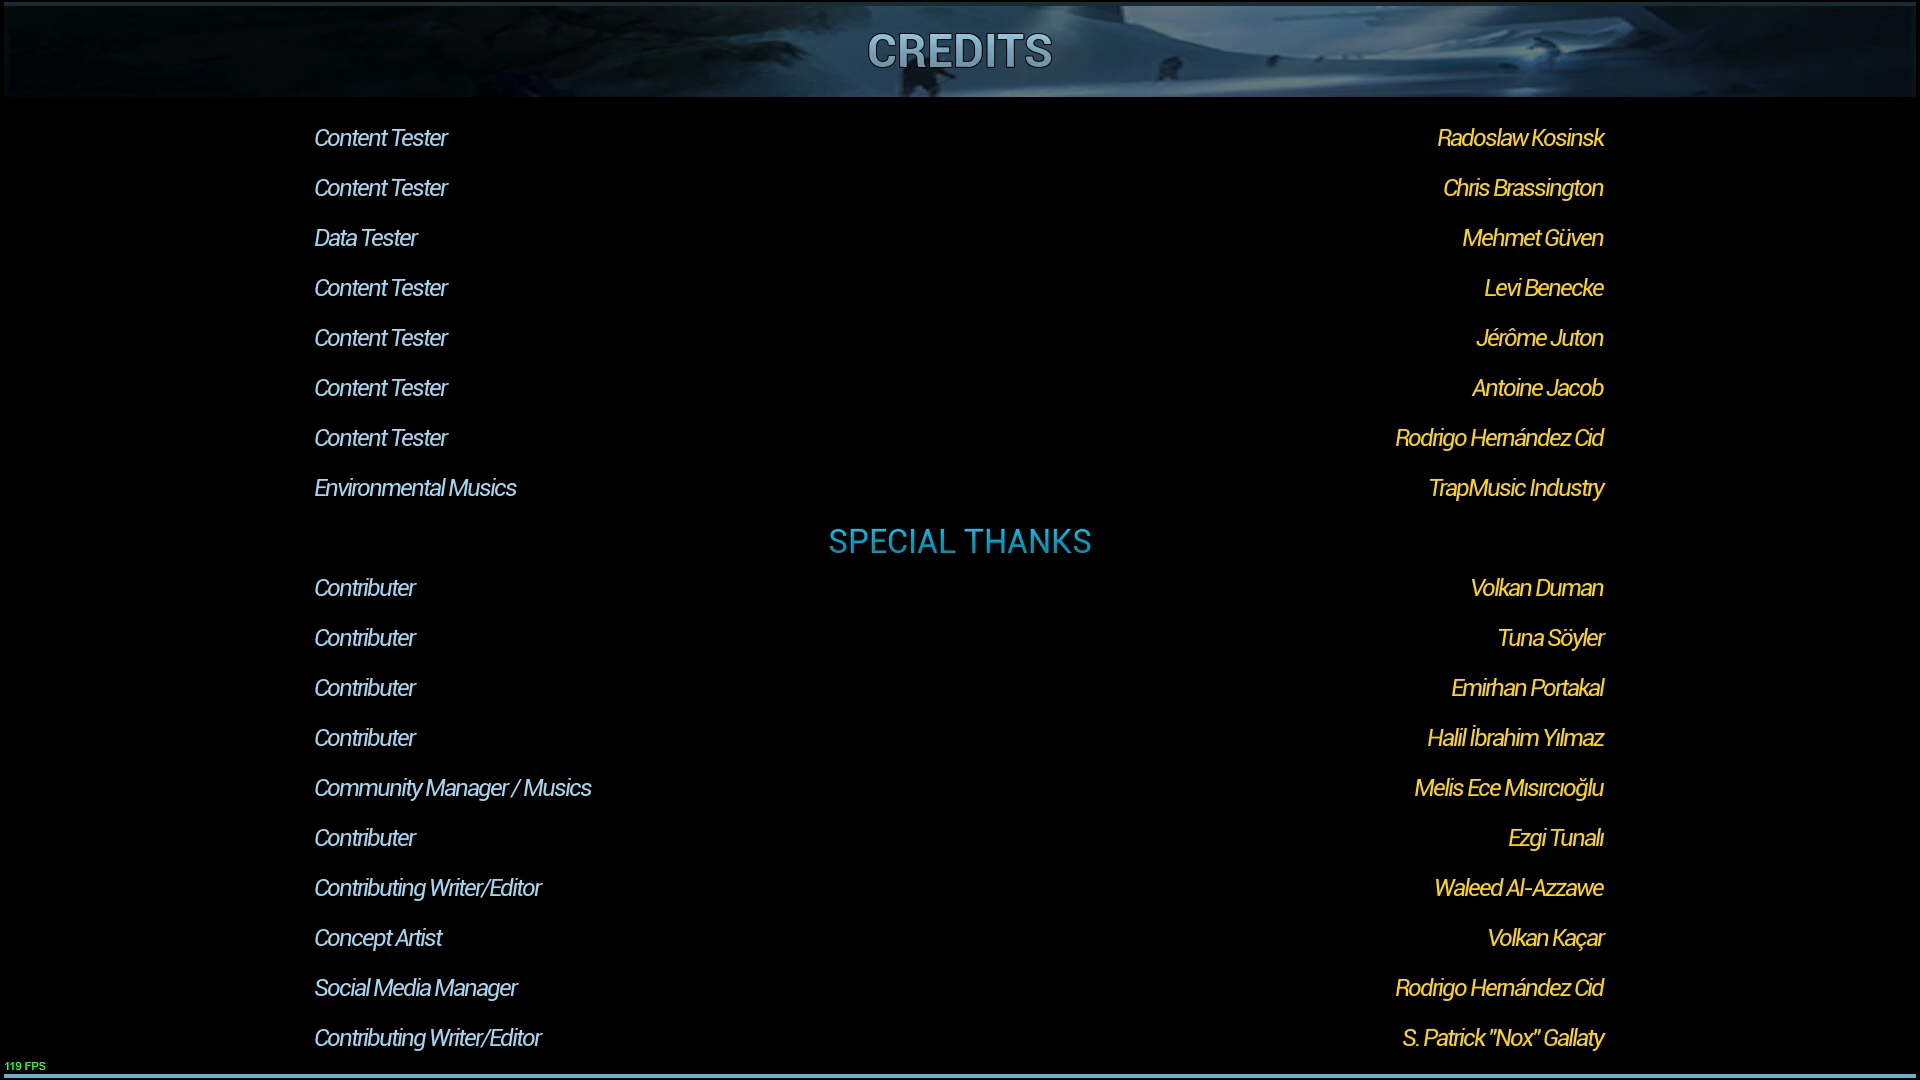 CREDITS
Content Tester Radoslaw Kosinsk
Content Tester Chris Brassington
Data Tester Mehmet Güven
Content Tester Levi Benecke
Content Tester Jérôme Juton
Content Tester Antoine Jacob
Content Tester Rodrigo Hernández Cid
Environmental Musics TrapMusic Industry
SPECIAL THANKS
Contributer Volkan Duman
Contributer Tuna Söyler
Contributer Emirhan Portakal
Contributer Halil İbrahim Yılmaz
Community Manager / Musics Melis Ece Mısırcıoğlu
Contributer Ezgi Tunalı
Contributing Writer/Editor Waleed Al-Azzawe
Concept Artist Volkan Kaçar
Social Media Manager Rodrigo Hernández Cid
Contributing Writer/Editor S. Patrick "Nox" Gallaty
119 FPS